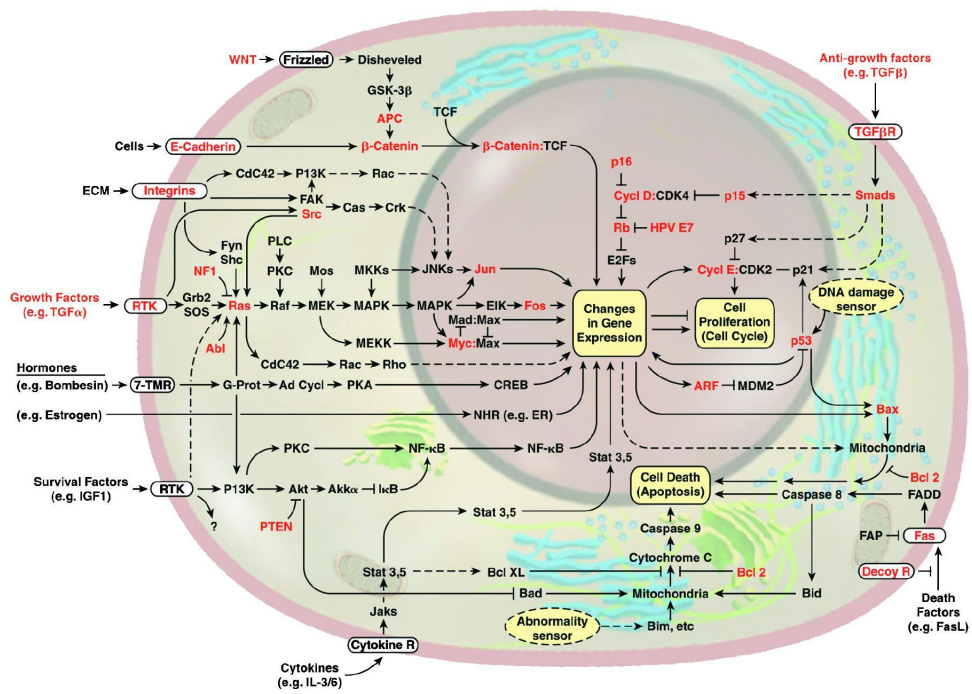 WNT Frizzled Disheveled
GSK-3β
APC
TCF
Cells E-Cadherin β-Catenin β-Catenin:TCF
Anti-growth factors
(e.g. TGFβ)
TGFβR
Smads
ECM Integrins CdC42 P13K Rac
FAK
Src Cas Crk
p16
Cycl D:CDK4 p15
Rb HPV E7
E2Fs
p27
Cycl E:CDK2 p21
Fyn
Shc
NF1
PLC
PKC
Mos
MKKs JNKs Jun
Growth Factors
(e.g. TGFα)
RTK Grb2
SOS
Ras Raf MEK MAPK MAPK ElK Fos
Abl
Mad:Max
MEKK Myc:Max
CdC42 Rac Rho
Changes
in Gene
Expression
Cell
Proliferation
(Cell Cycle)
DNA damage
sensor
p53
Hormones
(e.g. Bombesin) 7-TMR G-Prot Ad Cycl PKA CREB
ARF MDM2
(e.g. Estrogen) NHR (e.g. ER)
Bax
Mitochondria
Bcl 2
PKC NF-κB NF-κB
Stat 3,5
Survival Factors
(e.g. IGF1)
RTK P13K Akt Akkα IκB
PTEN
?
Cell Death
(Apoptosis)
Caspase 8 FADD
Stat 3,5
Caspase 9
FAP Fas
Cytochrome C
Stat 3,5 Bcl XL Bcl 2
Decoy R
Bad Mitochondria Bid
Death
Factors
(e.g. FasL)
Jaks
Abnormality
sensor
Bim, etc
Cytokine R
Cytokines
(e.g. IL-3/6)